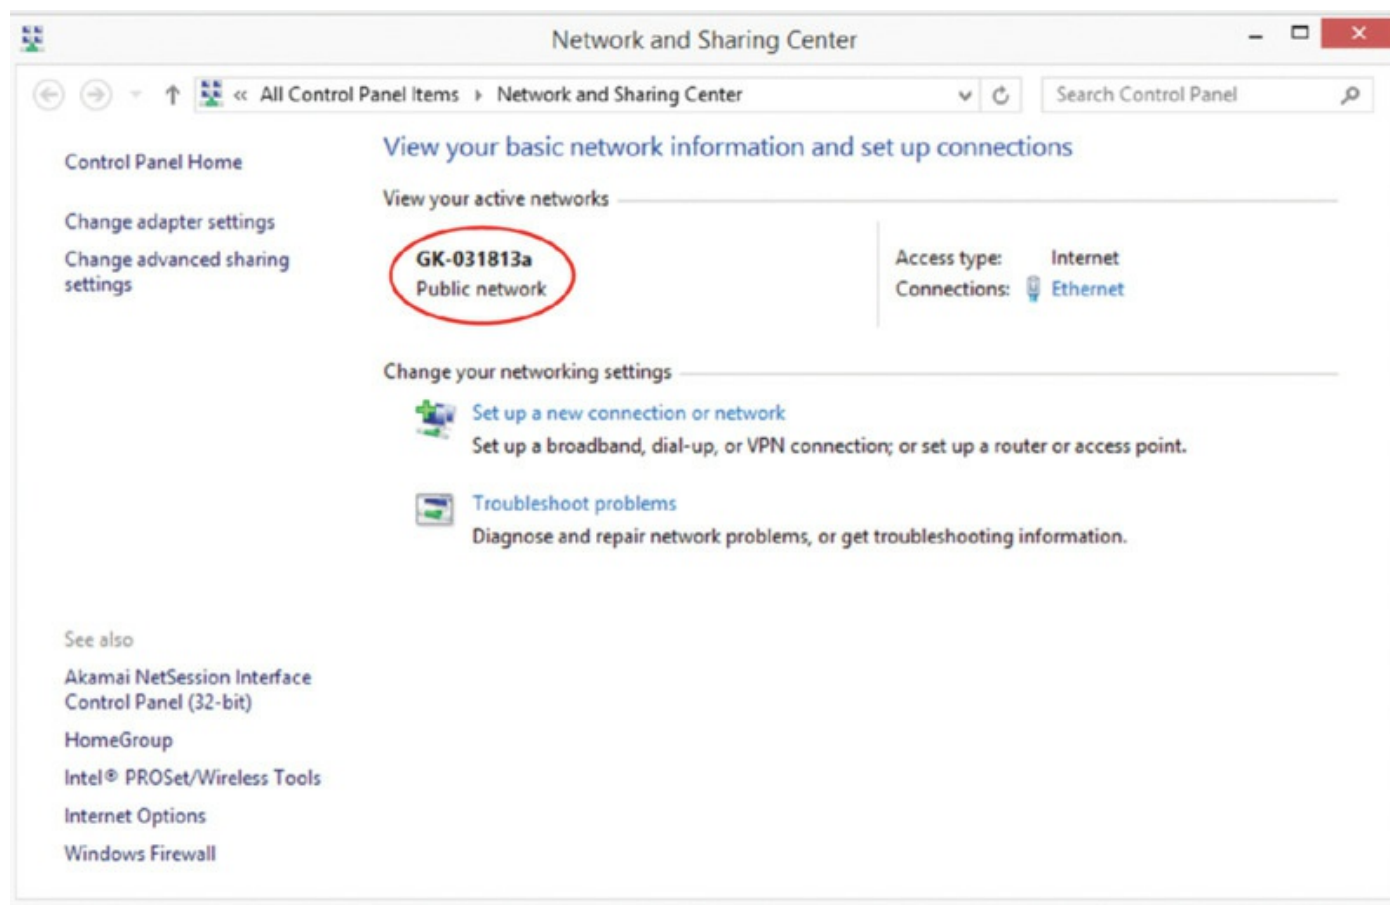 Network and Sharing Center
« All Control Panel Items ▸ Network and Sharing Center
Search Control Panel
Control Panel Home
Change adapter settings
Change advanced sharing
settings
View your basic network information and set up connections
View your active networks
GK-031813a
Public network
Access type: Internet
Connections: Ethernet
Change your networking settings
Set up a new connection or network
Set up a broadband, dial-up, or VPN connection; or set up a router or access point.
Troubleshoot problems
Diagnose and repair network problems, or get troubleshooting information.
See also
Akamai NetSession Interface
Control Panel (32-bit)
HomeGroup
Intel® PROSet/Wireless Tools
Internet Options
Windows Firewall